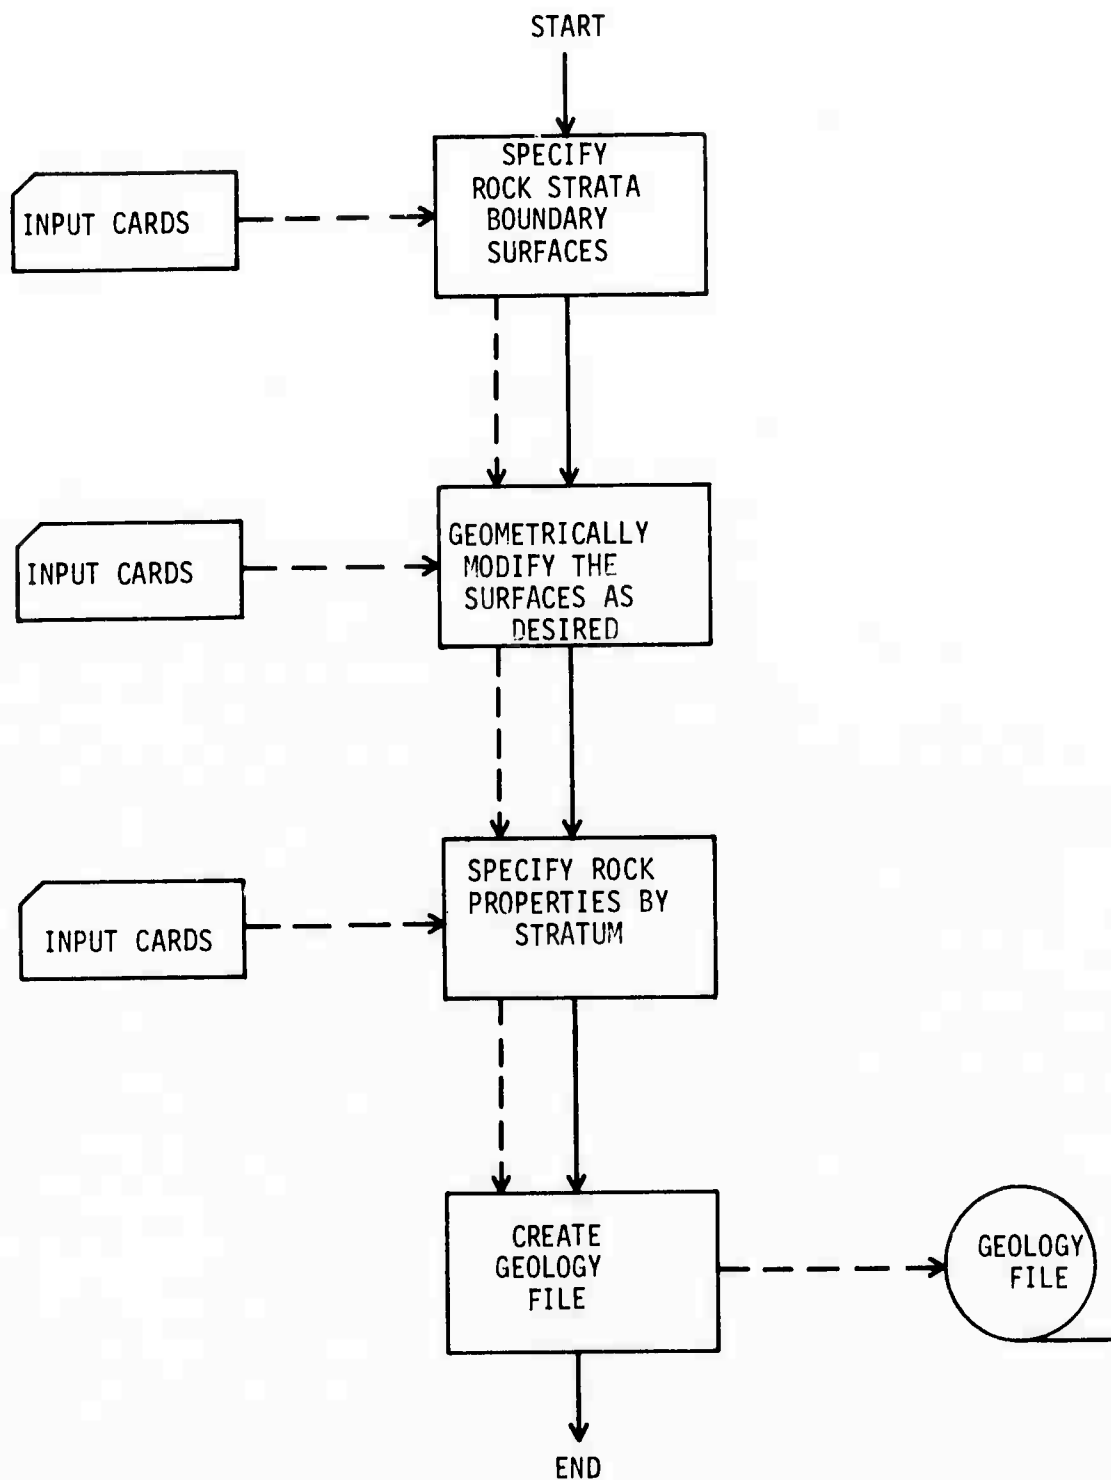 START
SPECIFY
ROCK STRATA
BOUNDARY
SURFACES
INPUT CARDS
GEOMETRICALLY
MODIFY THE
SURFACES AS
DESIRED
INPUT CARDS
SPECIFY ROCK
PROPERTIES BY
STRATUM
INPUT CARDS
CREATE
GEOLOGY
FILE
GEOLOGY
FILE
END